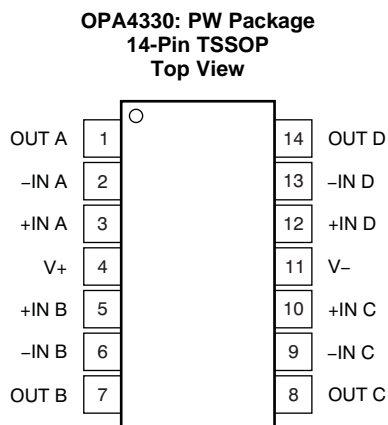 OPA4330: PW Package
14-Pin TSSOP
Top View
OUT A 1 14 OUT D
−IN A 2 13 −IN D
+IN A 3 12 +IN D
V+ 4 11 V−
+IN B 5 10 +IN C
−IN B 6 9 −IN C
OUT B 7 8 OUT C